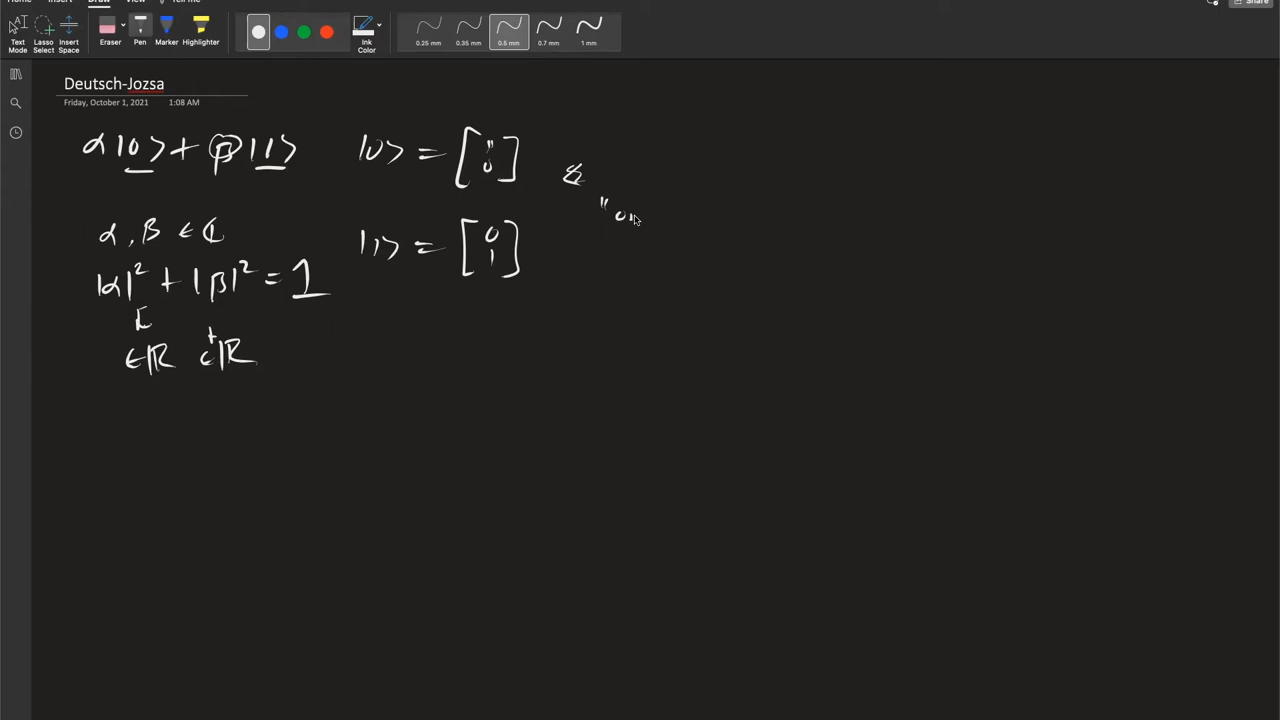 Home Insert Draw View Tell me Share
Text Mode Lasso Select Insert Space Eraser Pen Marker Highlighter Ink Color 0.25 mm 0.35 mm 0.5 mm 0.7 mm 1 mm
Deutsch-Jozsa
Friday, October 1, 2021 1:08 AM
α|0> + β|1> |0> = [
0]
α, β ∈ ℂ |1> = [0
1]
|α|² + |β|² = 1
∈ℝ ∈ℝ